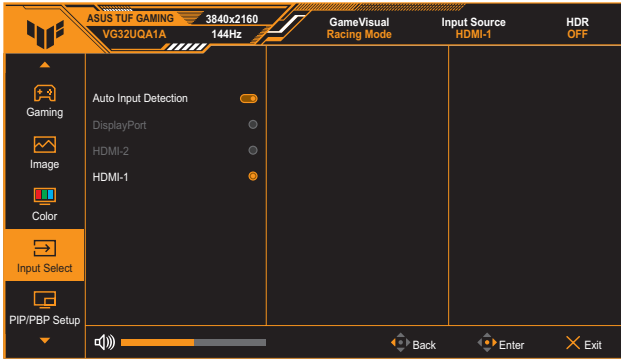 ASUS TUF GAMING 3840x2160
VG32UQA1A 144Hz
GameVisual
Racing Mode
Input Source
HDMI-1
HDR
OFF
Gaming
Image
Color
Input Select
PIP/PBP Setup
Auto Input Detection
DisplayPort
HDMI-2
HDMI-1
Back
Enter
Exit